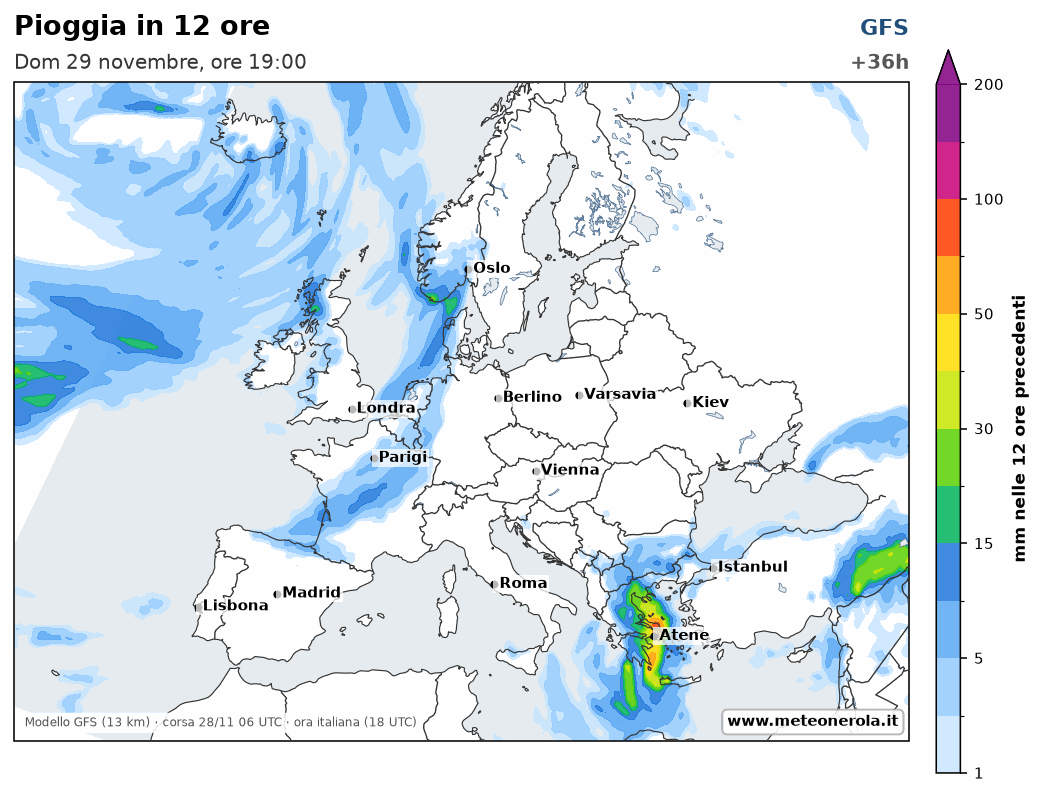 Pioggia in 12 ore
GFS
Dom 29 novembre, ore 19:00
+36h
200
100
50
30
15
5
1
mm nelle 12 ore precedenti
Oslo
Berlino
Varsavia
Kiev
Londra
Parigi
Vienna
Istanbul
Roma
Madrid
Lisbona
Atene
Modello GFS (13 km) · corsa 28/11 06 UTC · ora italiana (18 UTC)
www.meteonerola.it